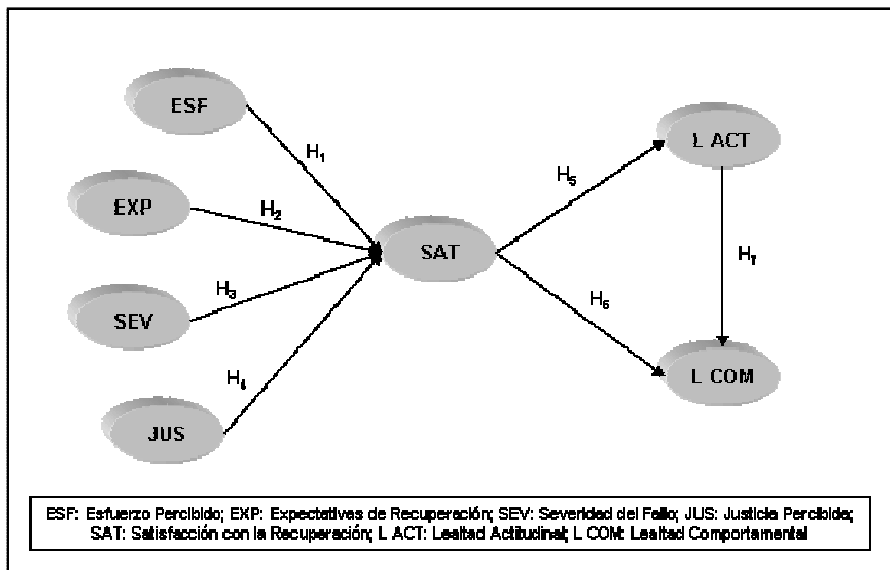 ESF
L ACT
H₁
H₅
EXP
H₂
SAT
H₇
H₃
SEV
H₆
L COM
H₄
JUS
ESF: Esfuerzo Percibido; EXP: Expectativas de Recuperación; SEV: Severidad del Fallo; JUS: Justicia Percibida;
SAT: Satisfacción con la Recuperación; L ACT: Lealtad Actitudinal; L COM: Lealtad Comportamental